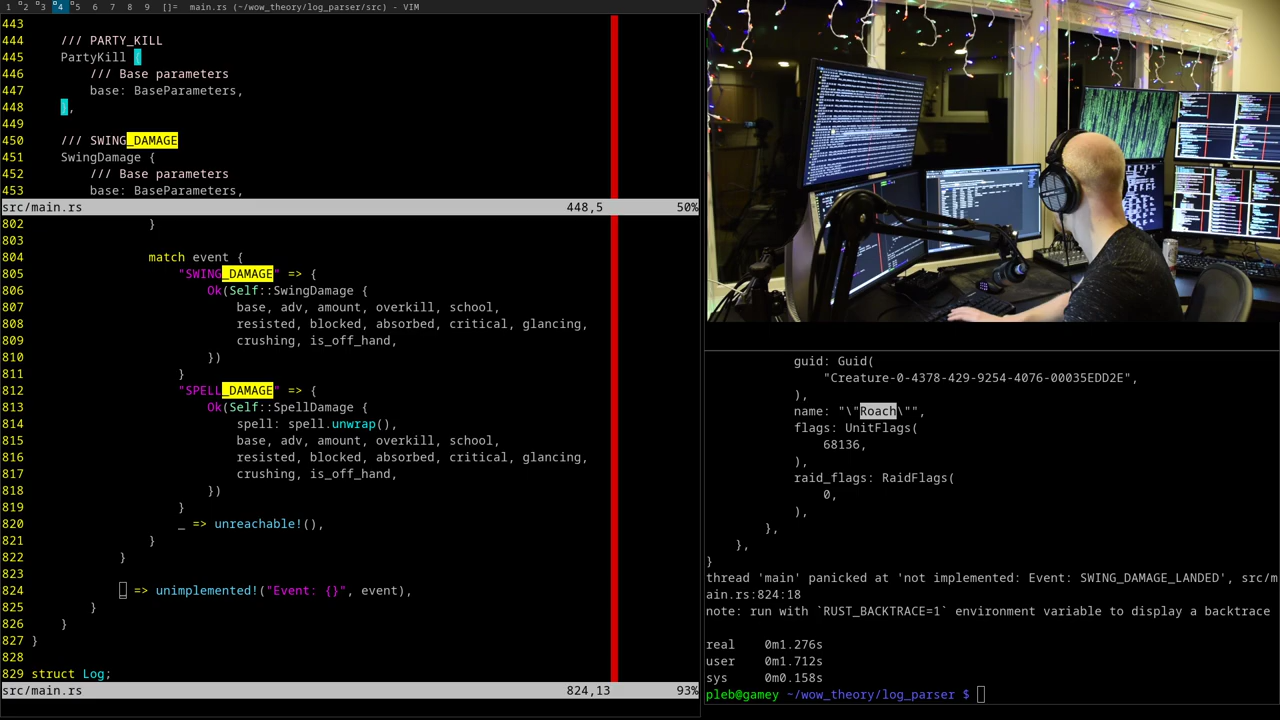 1 2 3 4 5 6 7 8 9 []= main.rs (~/wow_theory/log_parser/src) - VIM
443
444 /// PARTY_KILL
445 PartyKill {
446 /// Base parameters
447 base: BaseParameters,
448 },
449
450 /// SWING_DAMAGE
451 SwingDamage {
452 /// Base parameters
453 base: BaseParameters,
src/main.rs 448,5 50%
802 }
803
804 match event {
805 "SWING_DAMAGE" => {
806 Ok(Self::SwingDamage {
807 base, adv, amount, overkill, school,
808 resisted, blocked, absorbed, critical, glancing,
809 crushing, is_off_hand,
810 })
811 }
812 "SPELL_DAMAGE" => {
813 Ok(Self::SpellDamage {
814 spell: spell.unwrap(),
815 base, adv, amount, overkill, school,
816 resisted, blocked, absorbed, critical, glancing,
817 crushing, is_off_hand,
818 })
819 }
820 _ => unreachable!(),
821 }
822 }
823
824 _ => unimplemented!("Event: {}", event),
825 }
826 }
827 }
828
829 struct Log;
src/main.rs 824,13 93%
guid: Guid(
"Creature-0-4378-429-9254-4076-00035EDD2E",
),
name: "\"Roach\"",
flags: UnitFlags(
68136,
),
raid_flags: RaidFlags(
0,
),
},
},
}
thread 'main' panicked at 'not implemented: Event: SWING_DAMAGE_LANDED', src/m
ain.rs:824:18
note: run with `RUST_BACKTRACE=1` environment variable to display a backtrace

real 0m1.276s
user 0m1.712s
sys 0m0.158s
pleb@gamey ~/wow_theory/log_parser $